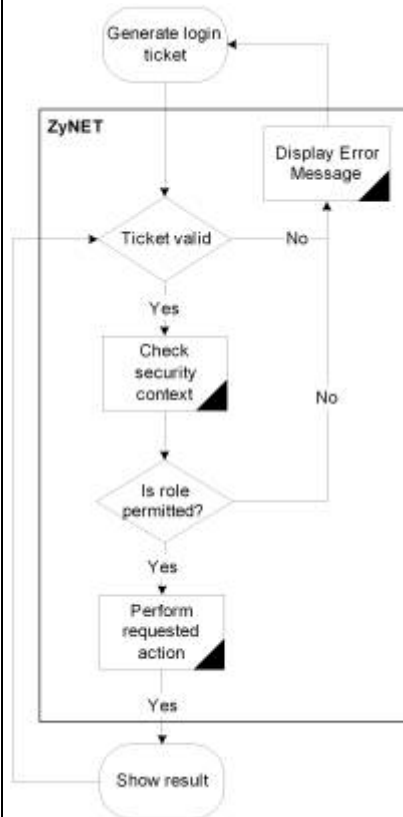 Generate login
ticket
ZyNET
Display Error
Message
Ticket valid
No
Yes
Check
security
context
No
Is role
permitted?
Yes
Perform
requested
action
Yes
Show result